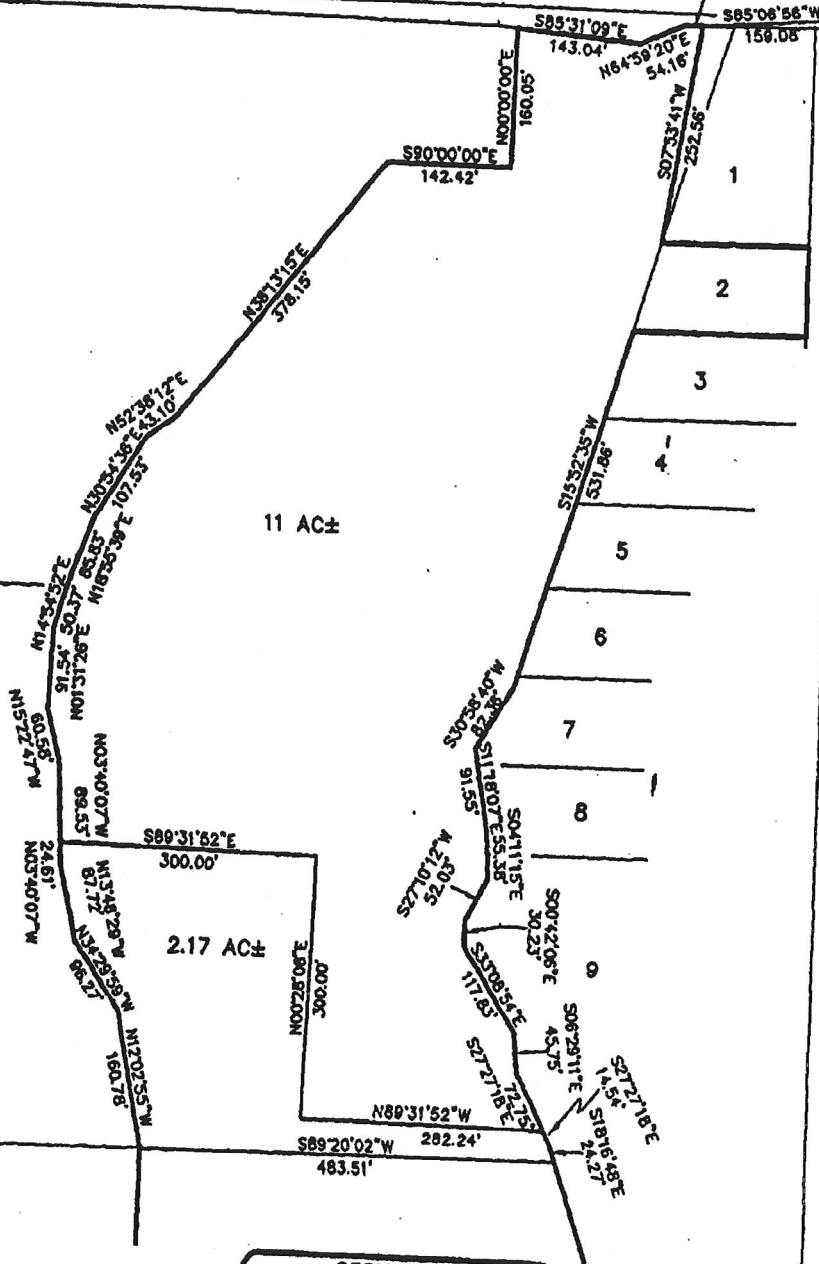 S85°06'56"W
159.06'
S85°31'09"E
143.04'
N64°59'20"E
54.16'
N00°00'00"E
160.05'
S07°53'41"W
252.56'
S90°00'00"E
142.42'
1
2
3
4
5
6
7
8
9
N38°13'15"E
378.15'
N52°38'12"E
43.10'
N30°54'36"E
107.53'
85.83'
N18°55'39"E
N14°54'52"E
50.37'
91.54'
N01°31'26"E
N15°22'47"W
60.58'
N03°40'07"W
89.53'
24.61'
N03°40'07"W
11 AC±
S15°52'35"W
531.86'
S30°58'40"W
82.36'
S11°18'07"E
91.55'
S04°11'15"E
55.38'
S27°10'12"W
52.03'
S00°42'06"E
30.23'
S33°08'54"E
117.83'
S06°29'11"E
45.75'
S27°27'18"E
72.75'
S27°27'18"E
14.54'
S18°16'48"E
24.27'
S89°31'52"E
300.00'
2.17 AC±
N00°28'08"E
300.00'
N13°48'29"W
87.72'
N34°29'59"W
96.27'
N12°02'55"W
160.78'
N89°31'52"W
282.24'
S89°20'02"W
483.51'